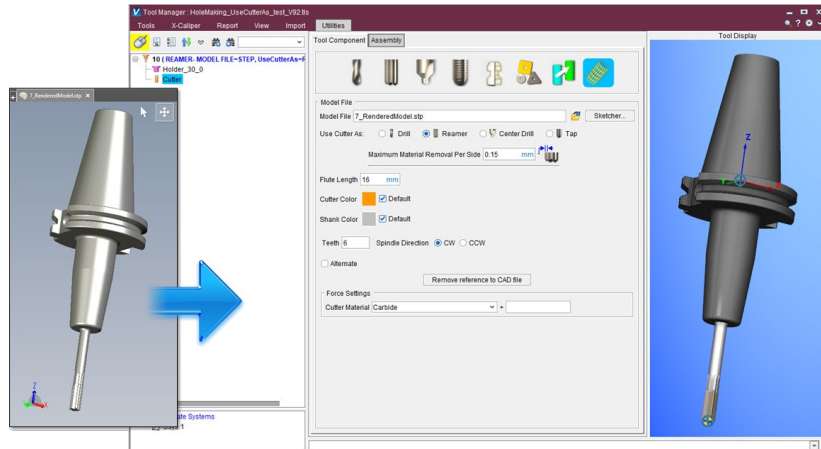 Tool Manager : HoleMaking_UseCutterAs_test_V92.tls
Tools X-Caliper Report View Import Utilities
Tool Component Assembly
Tool Display
10 ( REAMER- MODEL FILE=STEP, UseCutterAs=
Holder_30_0
Cutter
7_RenderedModel.stp
Model File
Model File 7_RenderedModel.stp Sketcher...
Use Cutter As: Drill Reamer Center Drill Tap
Maximum Material Removal Per Side 0.15 mm
Flute Length 16 mm
Cutter Color Default
Shank Color Default
Teeth 6 Spindle Direction CW CCW
Alternate
Remove reference to CAD file
Force Settings
Cutter Material Carbide +
Z
Y
X
Z
X
ate Systems